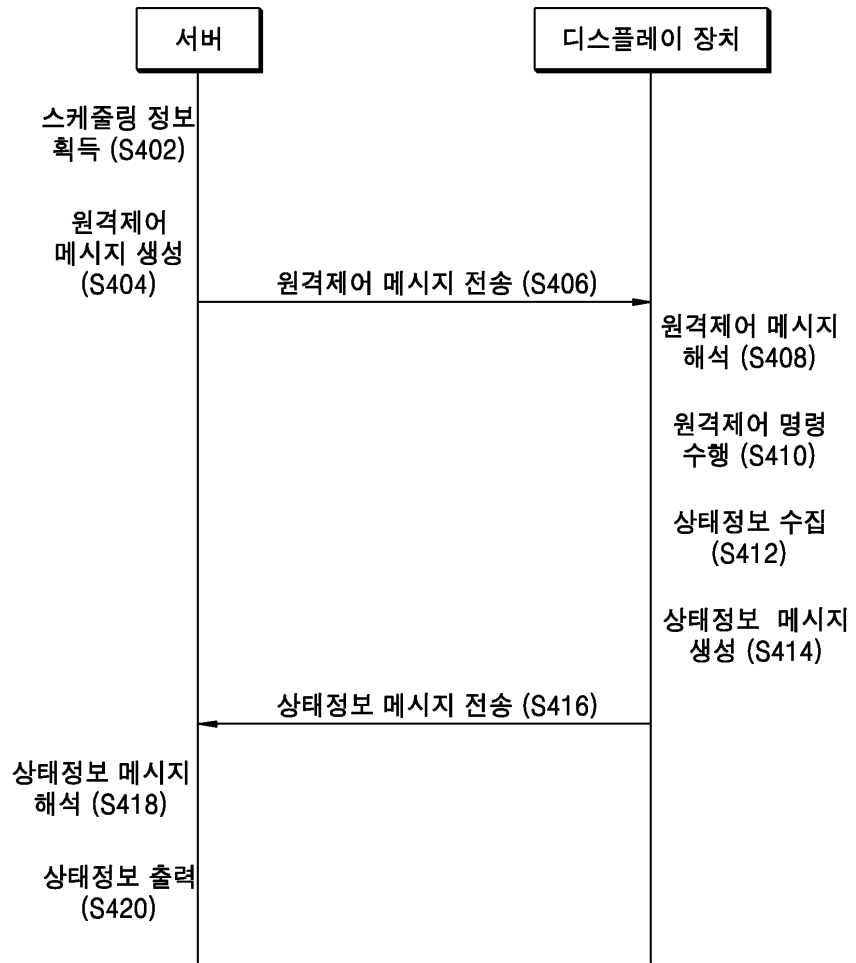 서버
디스플레이 장치
스케줄링 정보
획득 (S402)
원격제어
메시지 생성
(S404)
원격제어 메시지 전송 (S406)
원격제어 메시지
해석 (S408)
원격제어 명령
수행 (S410)
상태정보 수집
(S412)
상태정보 메시지
생성 (S414)
상태정보 메시지 전송 (S416)
상태정보 메시지
해석 (S418)
상태정보 출력
(S420)